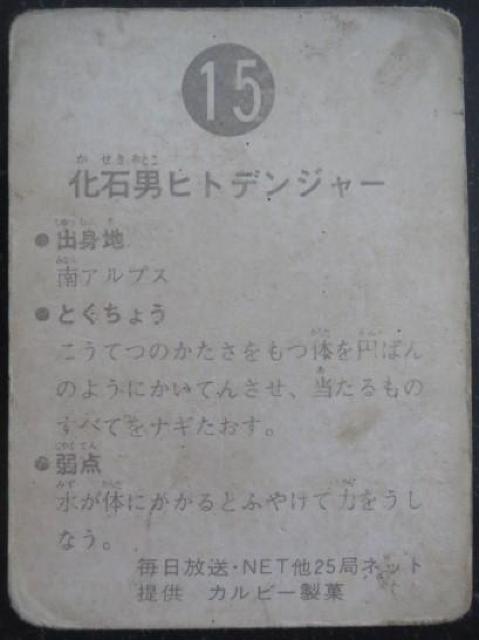 15
化石男ヒトデンジャー
●出身地
南アルプス
●とくちょう
こうてつのかたさをもつ体を円ばん
のようにかいてんさせ、当たるもの
すべてをナギたおす。
●弱点
水が体にかかるとふやけて力をうし
なう。
毎日放送・NET他25局ネット
提供 カルビー製菓